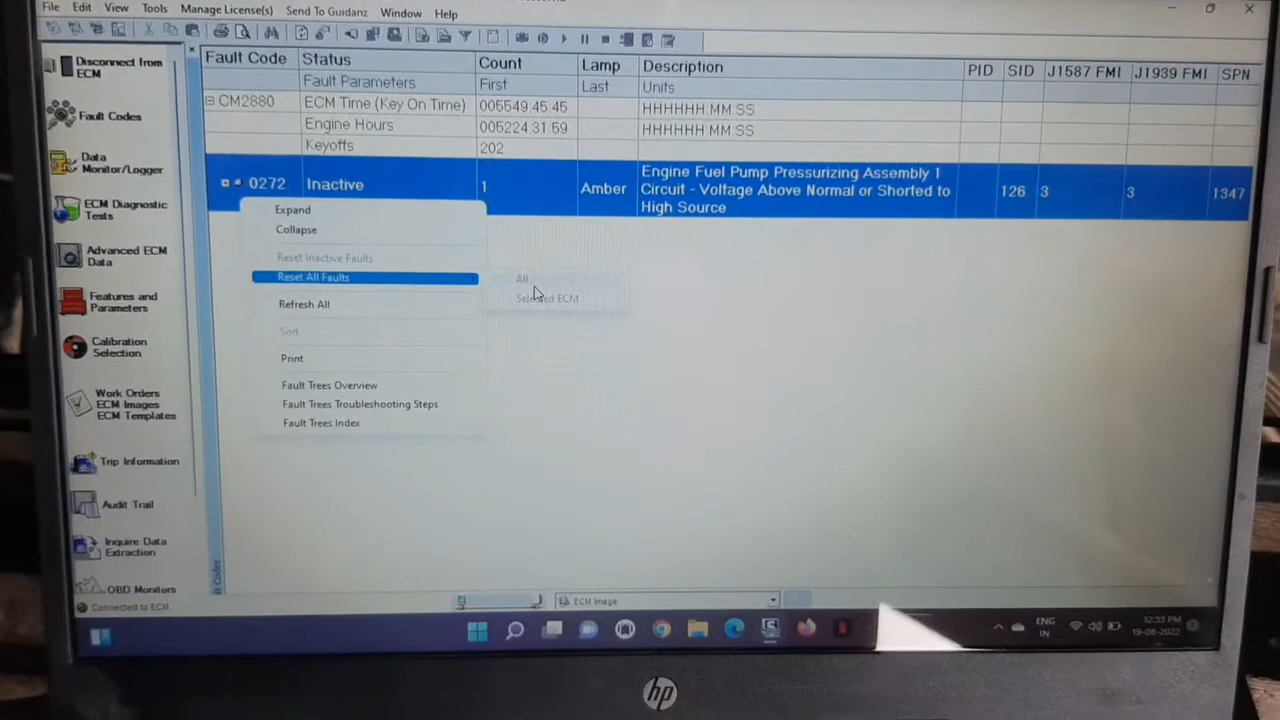 File Edit View Tools Manage License(s) Send To Guidanz Window Help
Disconnect from
ECM
Fault Codes
Data
Monitor/Logger
ECM Diagnostic
Tests
Advanced ECM
Data
Features and
Parameters
Calibration
Selection
Work Orders
ECM Images
ECM Templates
Trip Information
Audit Trail
Inquire Data
Extraction
OBD Monitors
Connected to ECM.
Fault Code Status Count Lamp Description PID SID J1587 FMI J1939 FMI SPN
Fault Parameters First Last Units
CM2880 ECM Time (Key On Time) 005549 45 45 HHHHHH MM SS
Engine Hours 005224 31 59 HHHHHH MM SS
Keyoffs 202
0272 Inactive 1 Amber Engine Fuel Pump Pressurizing Assembly 1
Circuit - Voltage Above Normal or Shorted to
High Source 126 3 3 1347
Expand
Collapse
Reset Inactive Faults
Reset All Faults
All
Selected ECM
Refresh All
Sort
Print
Fault Trees Overview
Fault Trees Troubleshooting Steps
Fault Trees Index
ECM Image
ENG
IN
12:33 PM
19-08-2022
hp